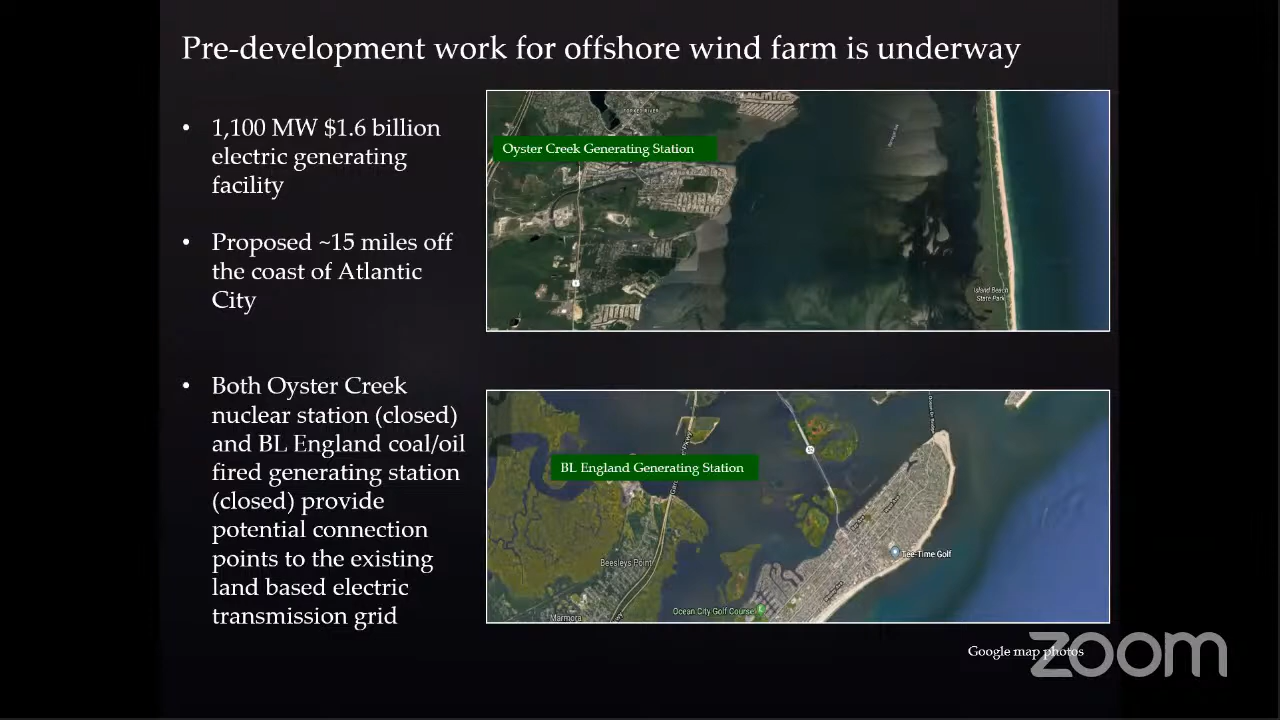 Pre-development work for offshore wind farm is underway
• 1,100 MW $1.6 billion
electric generating
facility
• Proposed ~15 miles off
the coast of Atlantic
City
• Both Oyster Creek
nuclear station (closed)
and BL England coal/oil
fired generating station
(closed) provide
potential connection
points to the existing
land based electric
transmission grid
FORKED RIVER
Oyster Creek Generating Station
Island Beach
State Park
BL England Generating Station
Beesleys Point
Tee-Time Golf
Ocean City Golf Course
Marmora
Google map photos
zoom